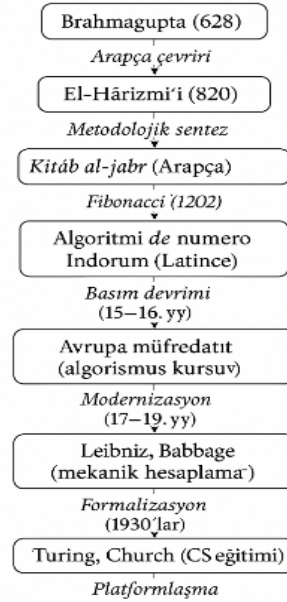 Brahmagupta (628)
Arapça çevriri
El-Hârizmi‘i (820)
Metodolojik sentez
Kitáb al-jabr (Arapça)
Fibonacci (1202)
Algoritmi de numero
Indorum (Latince)
Basım devrimi
(15–16. yy)
Avrupa müfredatıt
(algorismus kursuv)
Modernizasyon
(17–19. yy)
Leibniz, Babbage
(mekanik hesaplama)
Formalizasyon
(1930'lar)
Turing, Church (CS eğitimi)
Platformlaşma